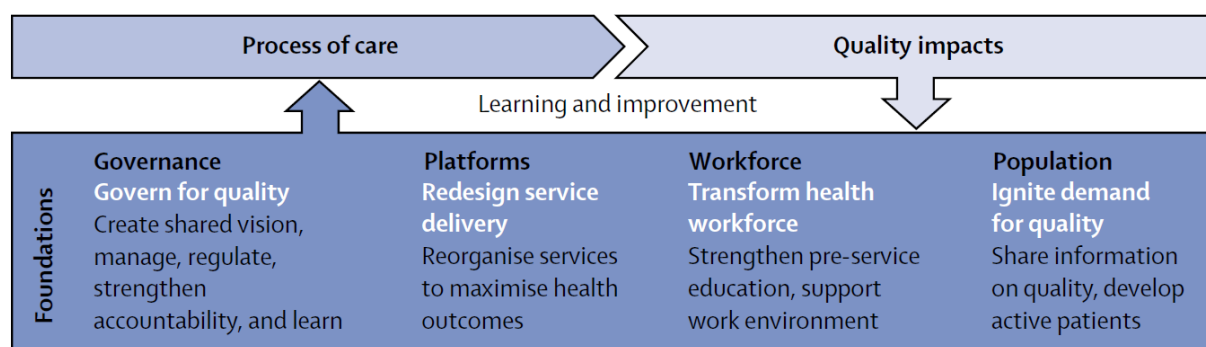 Process of care
Quality impacts
Learning and improvement
Foundations
Governance
Govern for quality
Create shared vision,
manage, regulate,
strengthen
accountability, and learn
Platforms
Redesign service
delivery
Reorganise services
to maximise health
outcomes
Workforce
Transform health
workforce
Strengthen pre-service
education, support
work environment
Population
Ignite demand
for quality
Share information
on quality, develop
active patients